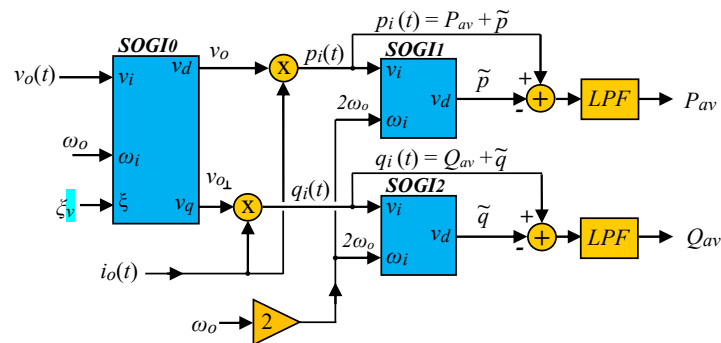 p_i(t) = P_av + p̃
SOGI0
v_o
p_i(t)
SOGI1
v_o(t)
v_i
v_d
X
v_i
v_d
p̃
+
-
+
LPF
P_av
2ω_o
ω_i
ω_o
ω_i
q_i(t) = Q_av + q̃
v_o⊥
q_i(t)
SOGI2
ξ_v
ξ
v_q
X
v_i
v_d
q̃
+
-
+
LPF
Q_av
2ω_o
ω_i
i_o(t)
ω_o
2